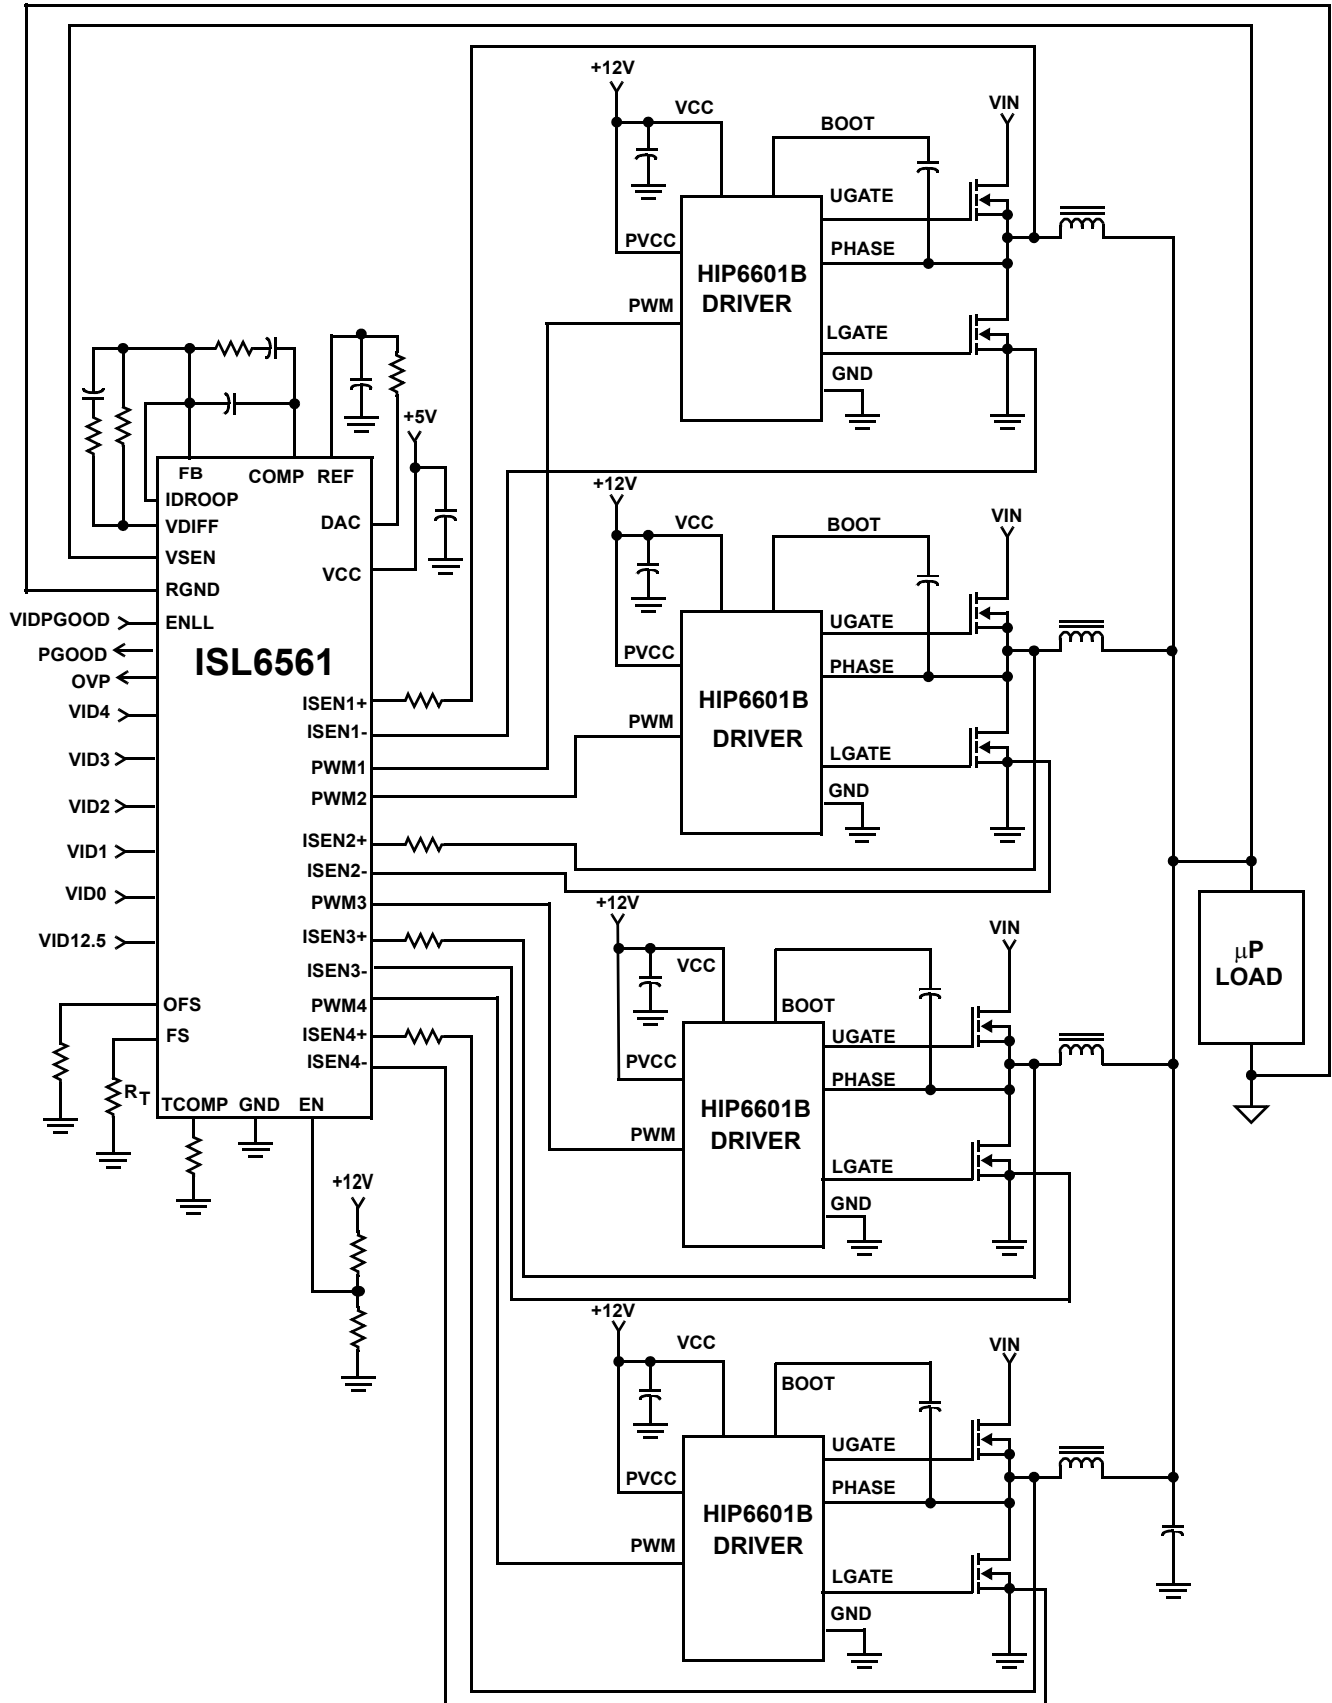 +12V
VCC
BOOT
VIN
UGATE
PVCC
PHASE
HIP6601B
DRIVER
PWM
LGATE
GND
+5V
FB
COMP
REF
IDROOP
VDIFF
VSEN
RGND
DAC
VCC
VIDPGOOD
ENLL
PGOOD
OVP
VID4
VID3
VID2
VID1
VID0
VID12.5
OFS
FS
RT
TCOMP
GND
EN
+12V
ISL6561
ISEN1+
ISEN1-
PWM1
PWM2
ISEN2+
ISEN2-
PWM3
ISEN3+
ISEN3-
PWM4
ISEN4+
ISEN4-
+12V
VCC
BOOT
VIN
UGATE
PVCC
PHASE
HIP6601B
DRIVER
PWM
LGATE
GND
+12V
VCC
BOOT
VIN
UGATE
PVCC
PHASE
HIP6601B
DRIVER
PWM
LGATE
GND
µP
LOAD
+12V
VCC
BOOT
VIN
UGATE
PVCC
PHASE
HIP6601B
DRIVER
PWM
LGATE
GND